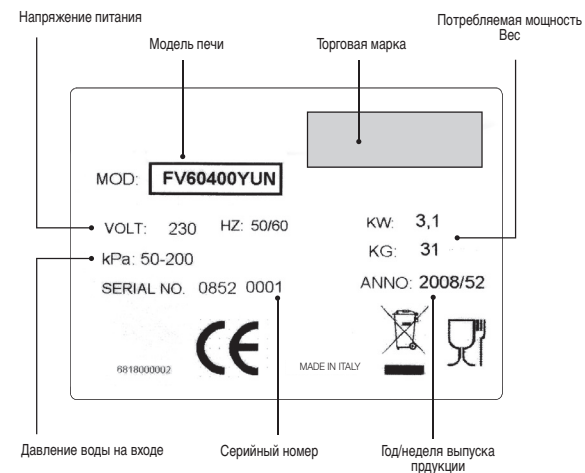 Напряжение питания
Модель печи
Торговая марка
Потребляемая мощность
Вес
MOD: FV60400YUN
VOLT: 230 HZ: 50/60
KW: 3,1
kPa: 50-200
KG: 31
SERIAL NO. 0852 0001
ANNO: 2008/52
CE
6818000002
MADE IN ITALY
Давление воды на входе
Серийный номер
Год/неделя выпуска
прдукции